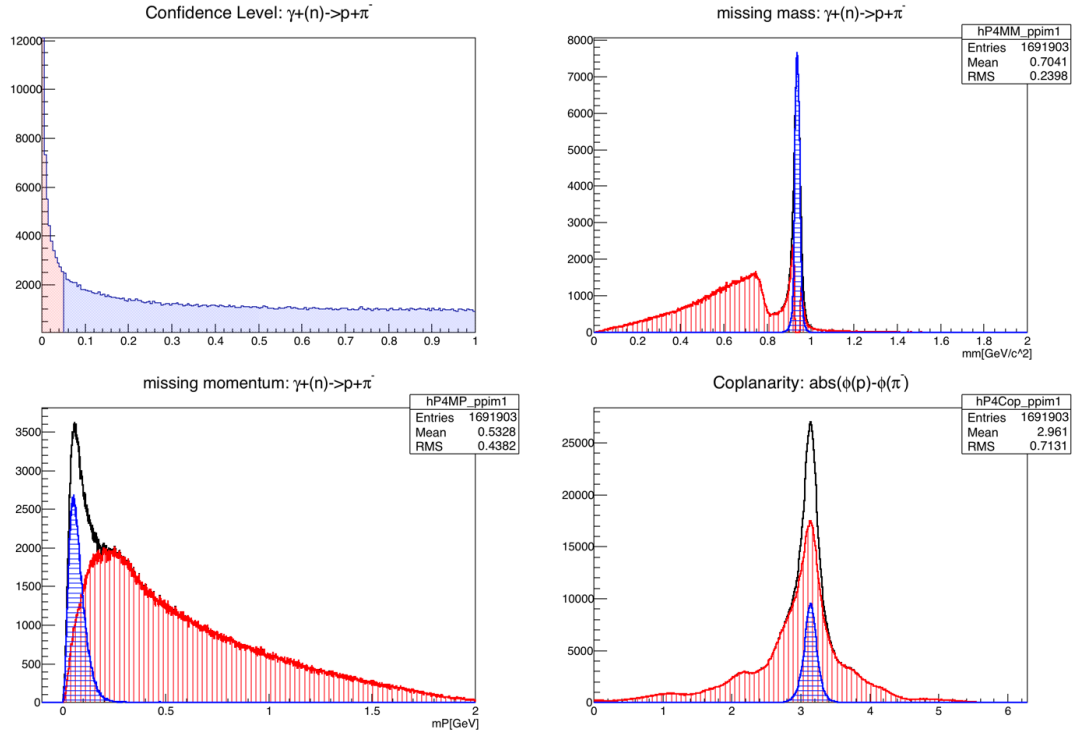 Confidence Level: γ+(n)->p+π⁻
12000
10000
8000
6000
4000
2000
0 0.1 0.2 0.3 0.4 0.5 0.6 0.7 0.8 0.9 1
missing mass: γ+(n)->p+π⁻
hP4MM_ppim1
Entries 1691903
Mean 0.7041
RMS 0.2398
8000
7000
6000
5000
4000
3000
2000
1000
0
0 0.2 0.4 0.6 0.8 1 1.2 1.4 1.6 1.8 2
mm[GeV/c^2]
missing momentum: γ+(n)->p+π⁻
hP4MP_ppim1
Entries 1691903
Mean 0.5328
RMS 0.4382
3500
3000
2500
2000
1500
1000
500
0
0 0.5 1 1.5 2
mP[GeV]
Coplanarity: abs(φ(p)-φ(π⁻)
hP4Cop_ppim1
Entries 1691903
Mean 2.961
RMS 0.7131
25000
20000
15000
10000
5000
0
0 1 2 3 4 5 6